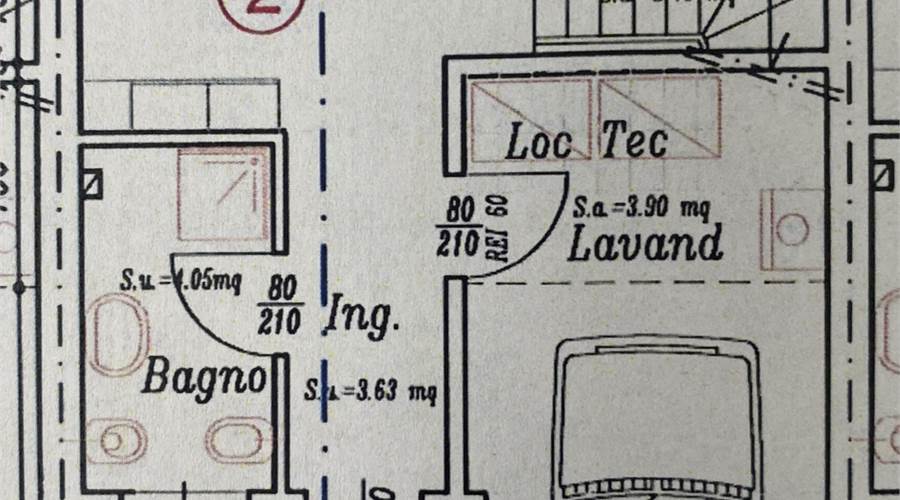 2
Loc Tec
80
210
REI 60
S.a.=3.90 mq
Lavand
S.u.=4.05mq
80
210
Ing.
Bagno
S.u.=3.63 mq